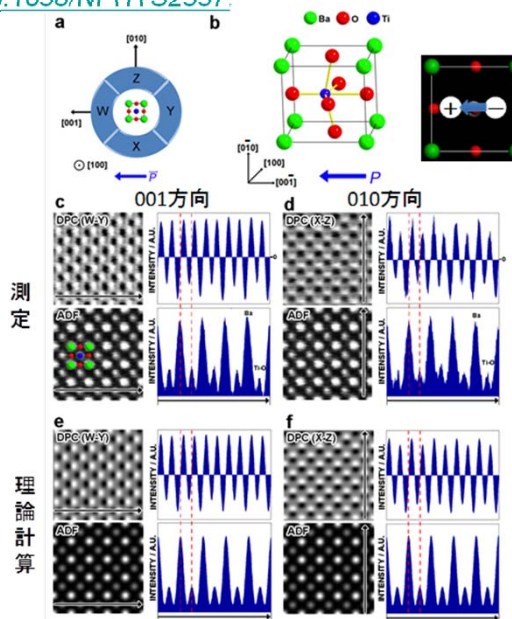 a
b
Ba O Ti
[010]
Z
W
Y
X
[001]
[100]
P
[0Ī0]
[100]
[00Ī]
P
+
−
001方向
010方向
測定
c
DPC (W-Y)
INTENSITY / A.U.
0
ADF
INTENSITY / A.U.
Ba
Ti-O
d
DPC (X-Z)
INTENSITY / A.U.
0
ADF
INTENSITY / A.U.
Ba
Ti-O
理論計算
e
DPC (W-Y)
INTENSITY / A.U.
ADF
INTENSITY / A.U.
f
DPC (X-Z)
INTENSITY / A.U.
ADF
INTENSITY / A.U.